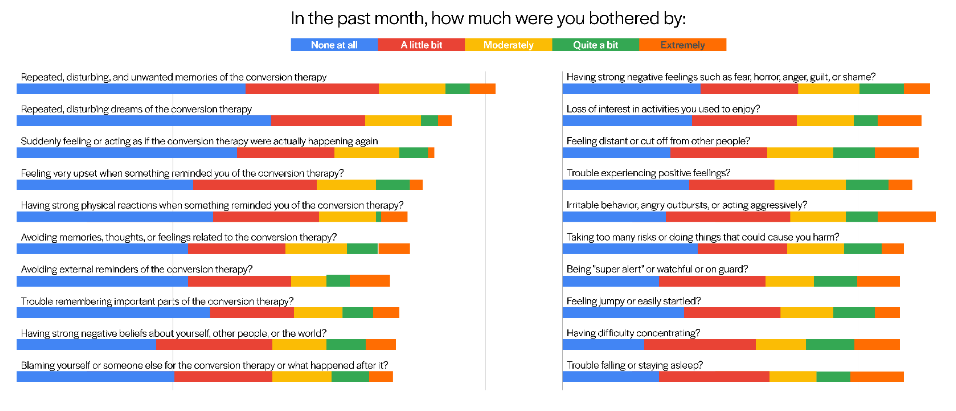 In the past month, how much were you bothered by:
None at all
A little bit
Moderately
Quite a bit
Extremely
Repeated, disturbing, and unwanted memories of the conversion therapy
Repeated, disturbing dreams of the conversion therapy
Suddenly feeling or acting as if the conversion therapy were actually happening again
Feeling very upset when something reminded you of the conversion therapy?
Having strong physical reactions when something reminded you of the conversion therapy?
Avoiding memories, thoughts, or feelings related to the conversion therapy?
Avoiding external reminders of the conversion therapy?
Trouble remembering important parts of the conversion therapy?
Having strong negative beliefs about yourself, other people, or the world?
Blaming yourself or someone else for the conversion therapy or what happened after it?
Having strong negative feelings such as fear, horror, anger, guilt, or shame?
Loss of interest in activities you used to enjoy?
Feeling distant or cut off from other people?
Trouble experiencing positive feelings?
Irritable behavior, angry outbursts, or acting aggressively?
Taking too many risks or doing things that could cause you harm?
Being "super alert" or watchful or on guard?
Feeling jumpy or easily startled?
Having difficulty concentrating?
Trouble falling or staying asleep?